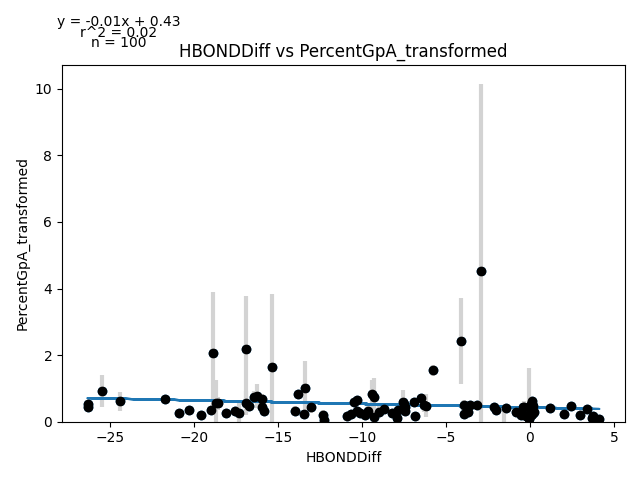 y = -0.01x + 0.43
r^2 = 0.02
n = 100
HBONDDiff vs PercentGpA_transformed
PercentGpA_transformed
10
8
6
4
2
0
−25
−20
−15
−10
−5
0
5
HBONDDiff